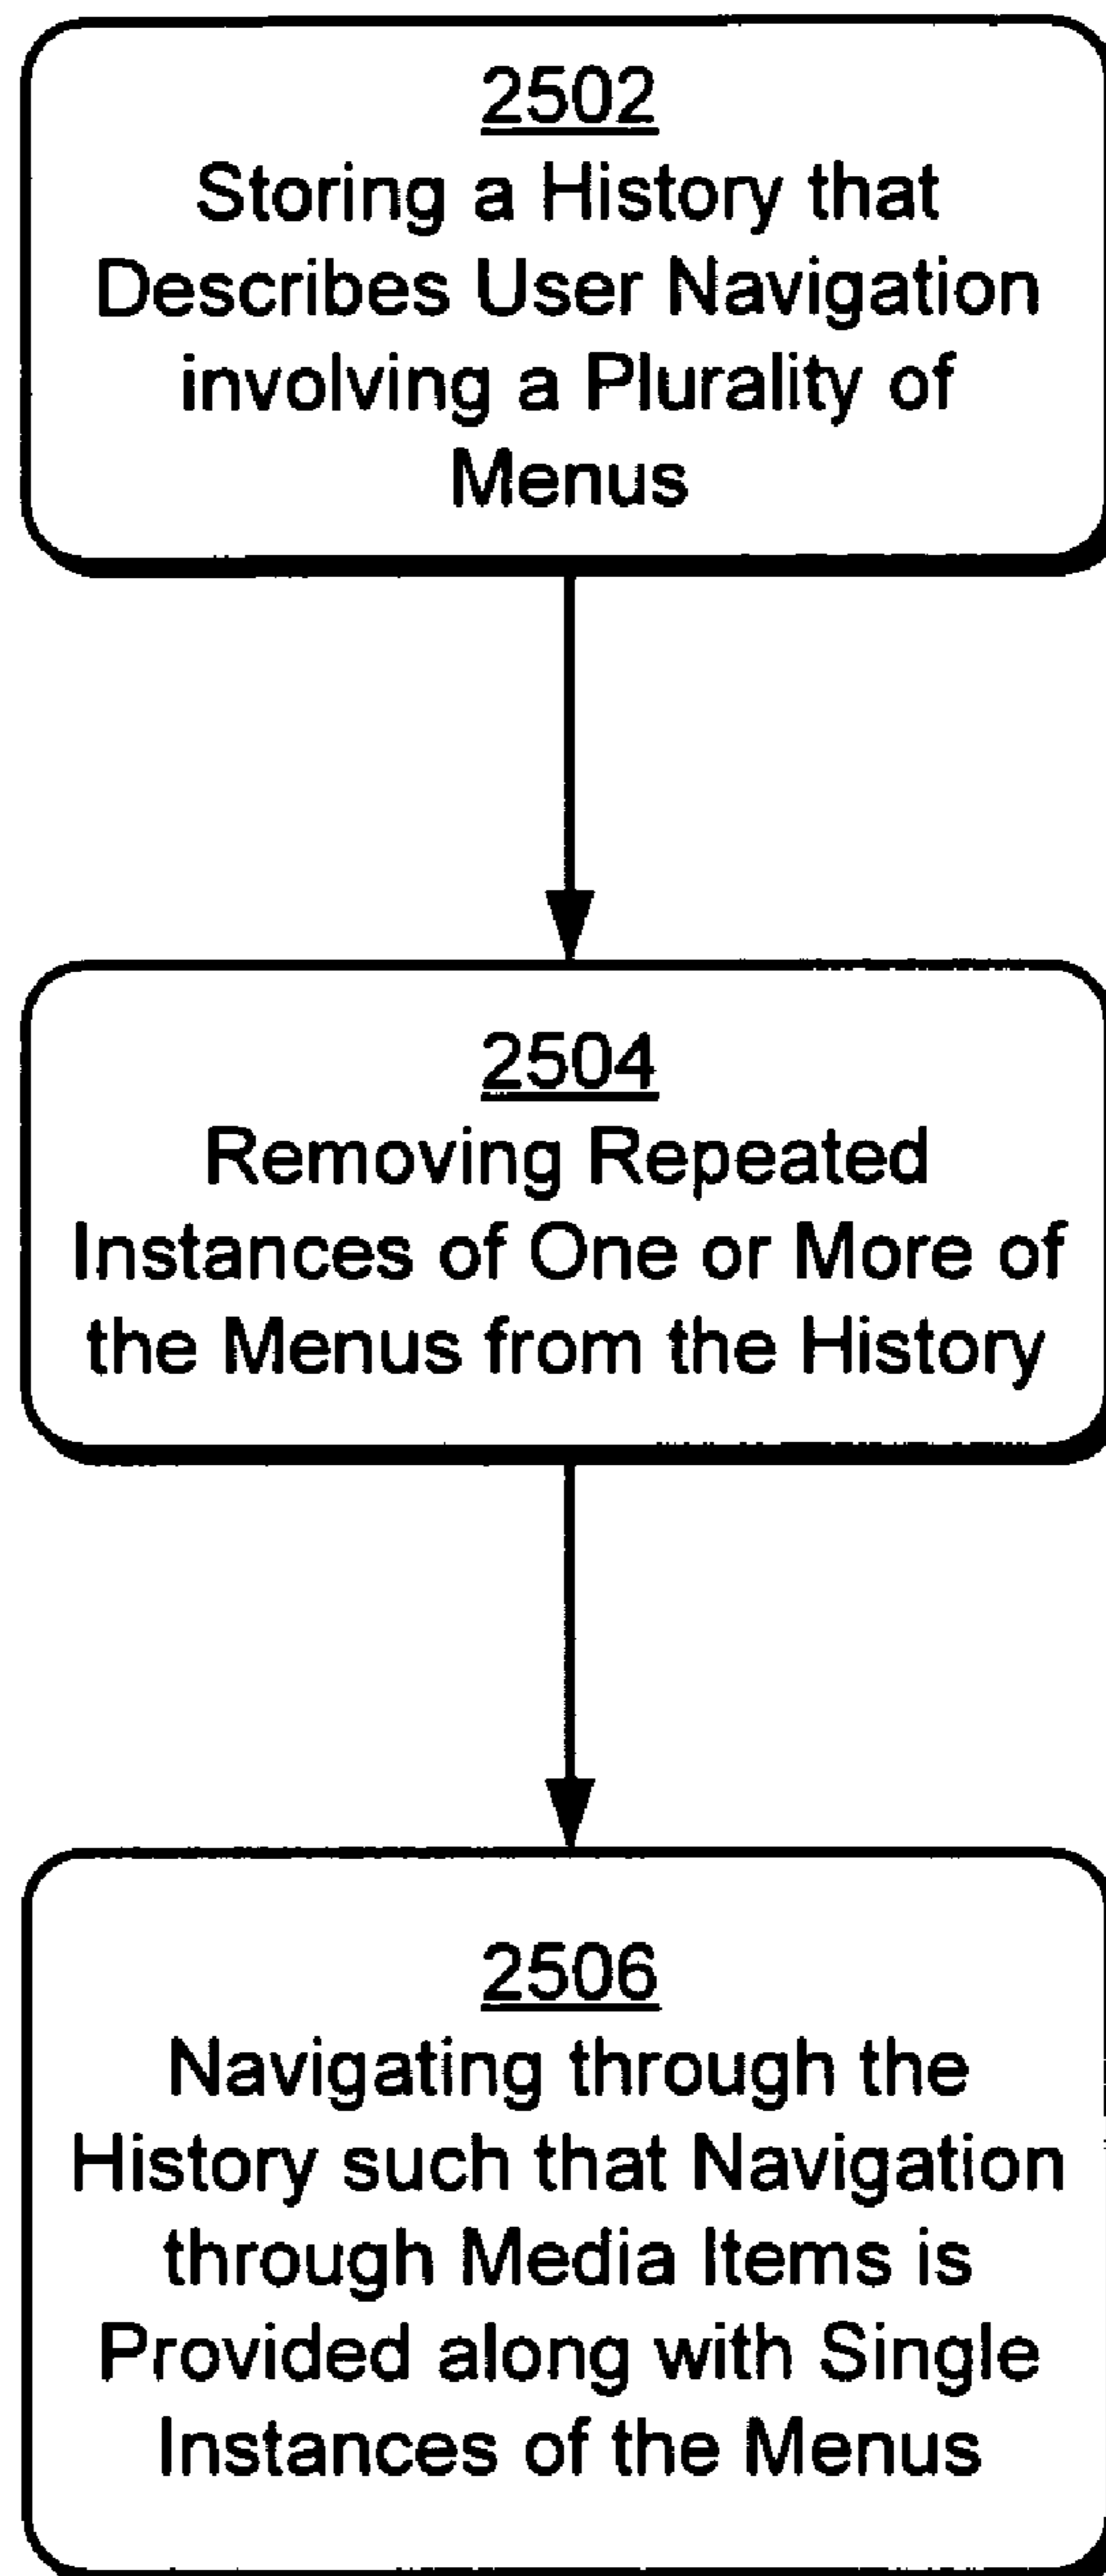 2502
Storing a History that
Describes User Navigation
involving a Plurality of
Menus
2504
Removing Repeated
Instances of One or More of
the Menus from the History
2506
Navigating through the
History such that Navigation
through Media Items is
Provided along with Single
Instances of the Menus